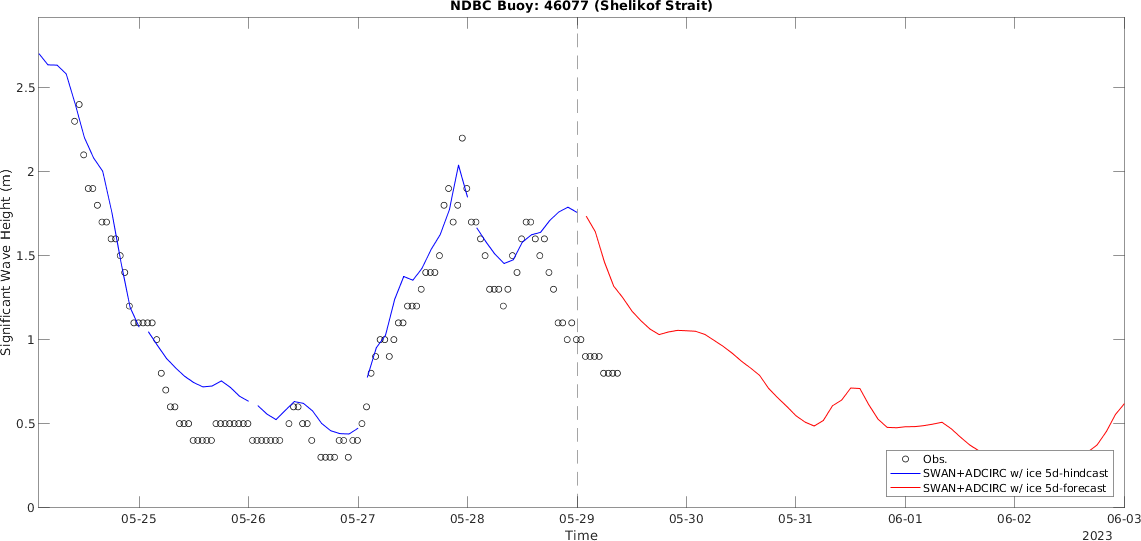 NDBC Buoy: 46077 (Shelikof Strait)
Significant Wave Height (m)
2.5
2
1.5
1
0.5
0
Obs.
SWAN+ADCIRC w/ ice 5d-hindcast
SWAN+ADCIRC w/ ice 5d-forecast
05-25 05-26 05-27 05-28 05-29 05-30 05-31 06-01 06-02 06-03
Time
2023